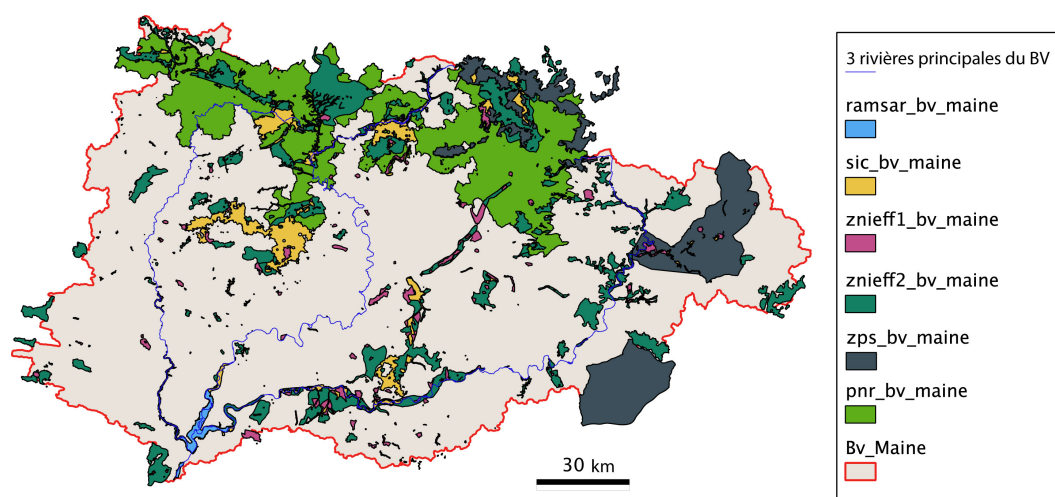 3 rivières principales du BV
ramsar_bv_maine
sic_bv_maine
znieff1_bv_maine
znieff2_bv_maine
zps_bv_maine
pnr_bv_maine
Bv_Maine
30 km